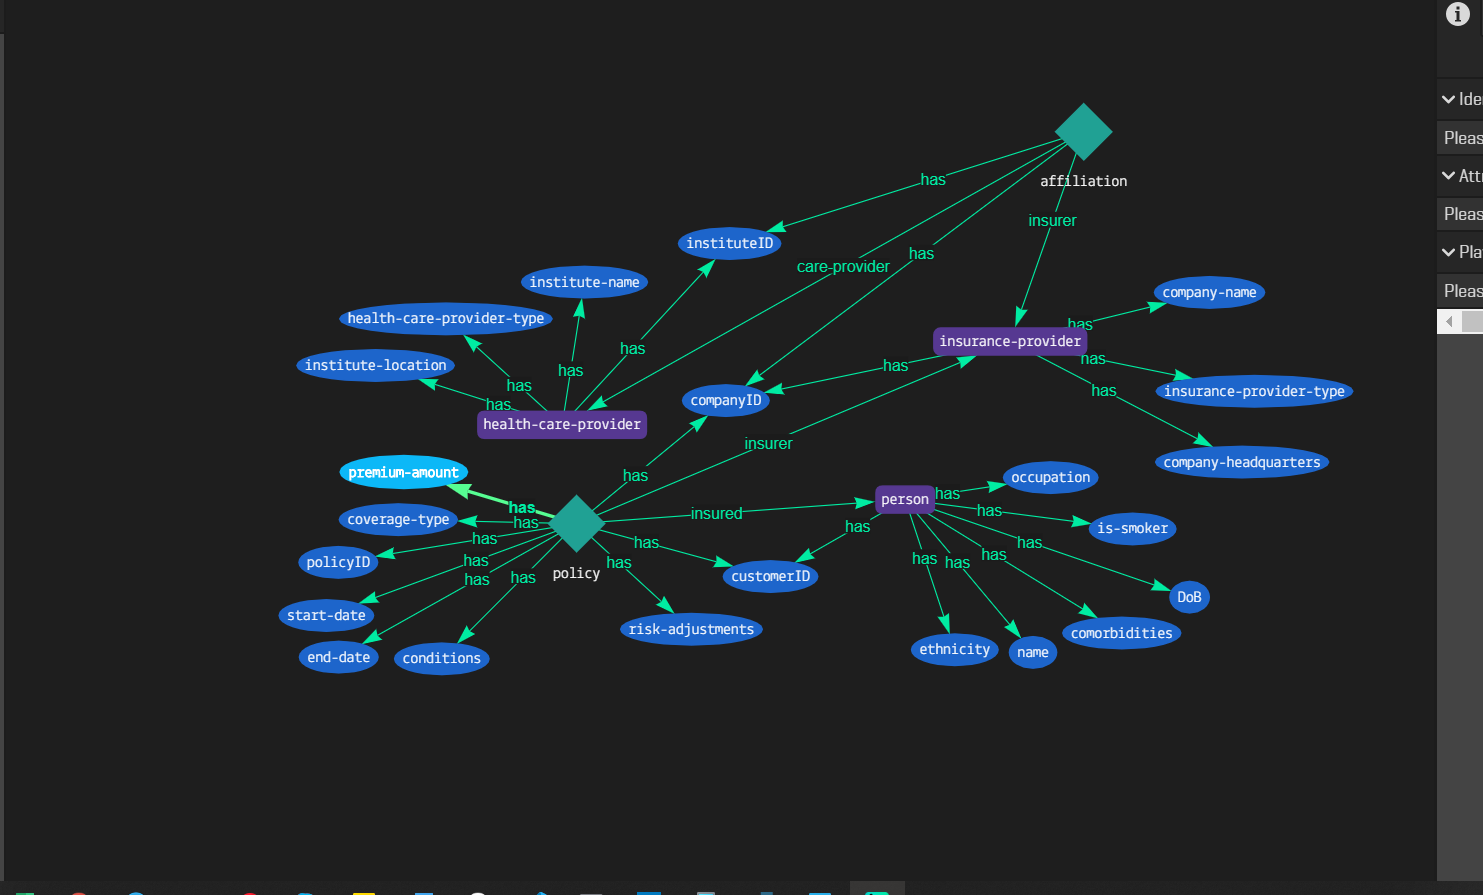 Ide
Pleas
Attr
Pleas
Pla
Pleas
affiliation
has
insurer
instituteID
care-provider
has
institute-name
company-name
health-care-provider-type
has
insurance-provider
has
has
institute-location
has
has
has
has
insurance-provider-type
has
companyID
has
health-care-provider
insurer
company-headquarters
premium-amount
has
occupation
has
person
has
coverage-type
has
has
insured
has
is-smoker
has
policyID
has
has
has
has
has
has
has
has
has
policy
customerID
DoB
start-date
risk-adjustments
comorbidities
end-date
conditions
ethnicity
name